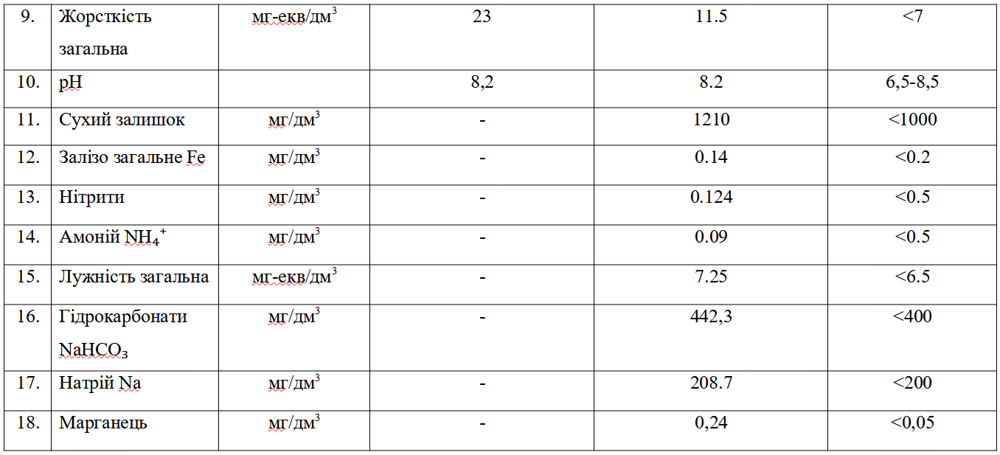 9. Жорсткість мг-екв/дм³ 23 11.5 <7
загальна
10. pH 8,2 8.2 6,5-8,5
11. Сухий залишок мг/дм³ - 1210 <1000
12. Залізо загальне Fe мг/дм³ - 0.14 <0.2
13. Нітрити мг/дм³ - 0.124 <0.5
14. Амоній NH₄⁺ мг/дм³ - 0.09 <0.5
15. Лужність загальна мг-екв/дм³ - 7.25 <6.5
16. Гідрокарбонати мг/дм³ - 442,3 <400
NaHCO₃
17. Натрій Na мг/дм³ - 208.7 <200
18. Марганець мг/дм³ - 0,24 <0,05